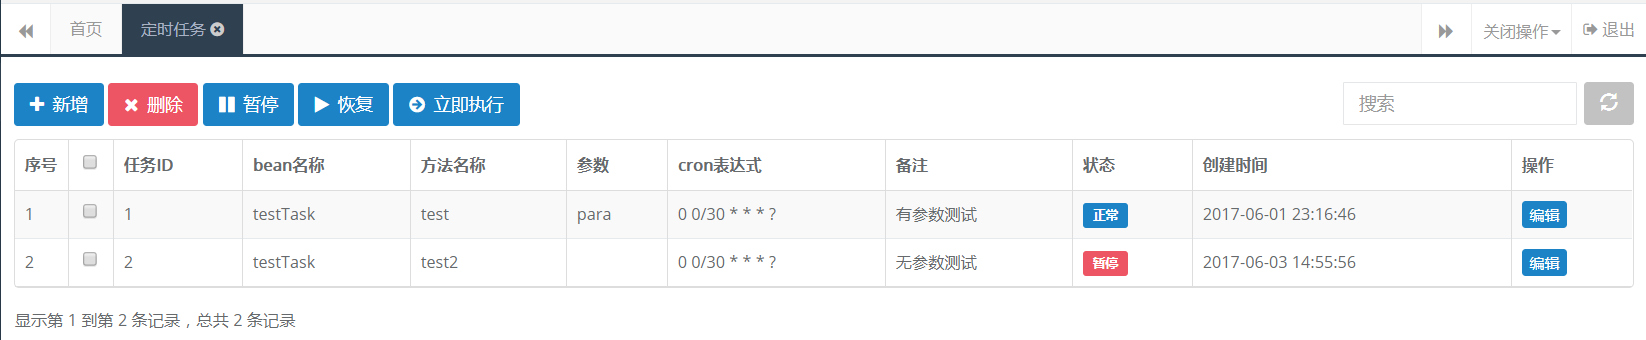 首页 定时任务 关闭操作 退出
新增 删除 暂停 恢复 立即执行 搜索
序号 任务ID bean名称 方法名称 参数 cron表达式 备注 状态 创建时间 操作
1 1 testTask test para 0 0/30 * * * ? 有参数测试 正常 2017-06-01 23:16:46 编辑
2 2 testTask test2 0 0/30 * * * ? 无参数测试 暂停 2017-06-03 14:55:56 编辑
显示第 1 到第 2 条记录，总共 2 条记录